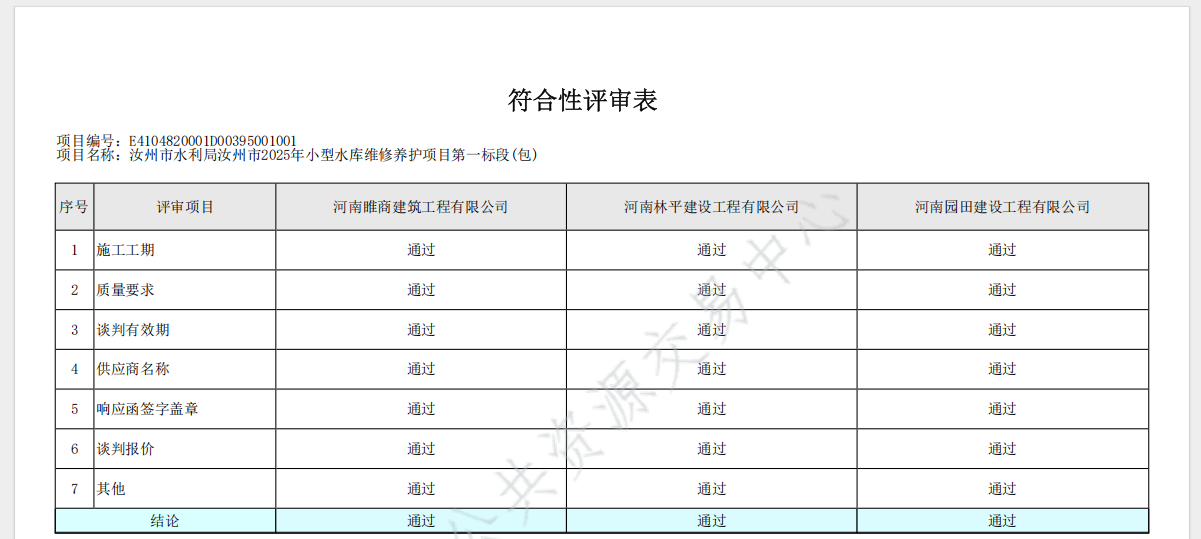 符合性评审表
项目编号：E4104820001D00395001001
项目名称：汝州市水利局汝州市2025年小型水库维修养护项目第一标段(包)
序号 评审项目 河南睢商建筑工程有限公司 河南林平建设工程有限公司 河南园田建设工程有限公司
1 施工工期 通过 通过 通过
2 质量要求 通过 通过 通过
3 谈判有效期 通过 通过 通过
4 供应商名称 通过 通过 通过
5 响应函签字盖章 通过 通过 通过
6 谈判报价 通过 通过 通过
7 其他 通过 通过 通过
结论 通过 通过 通过
公共资源交易中心